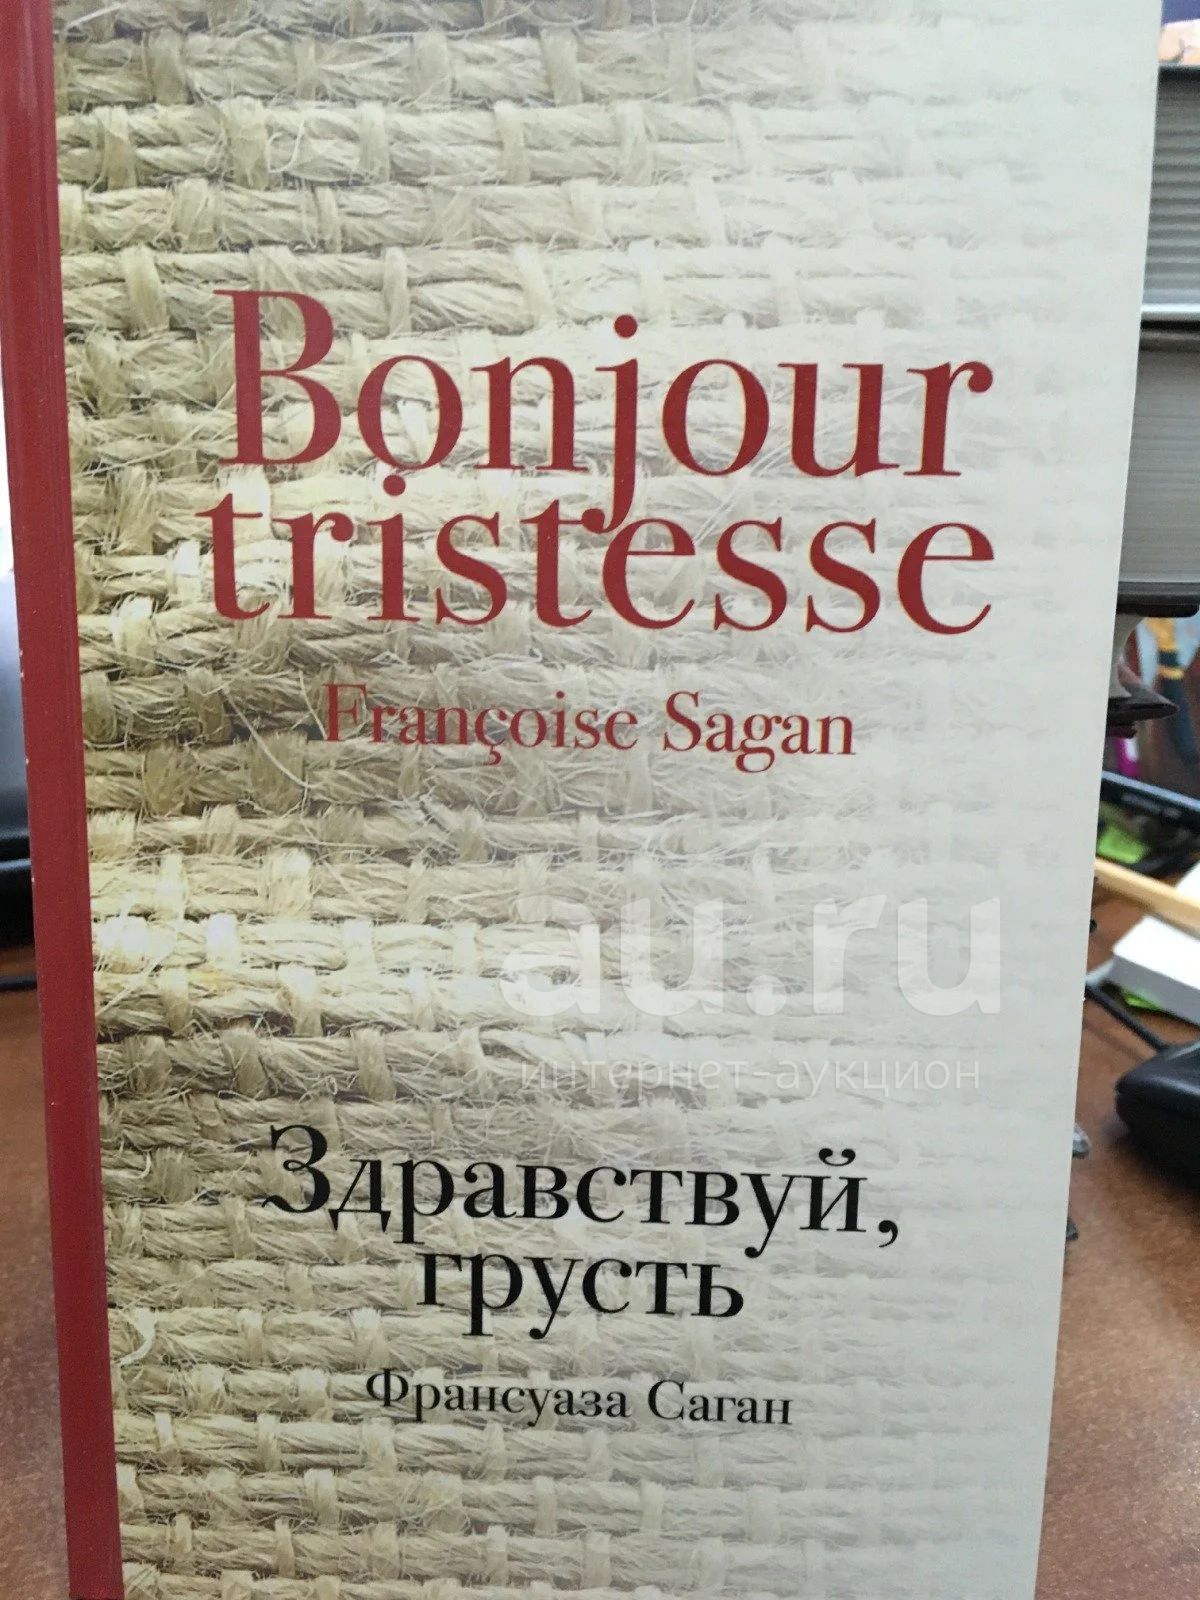 Bonjour
tristesse
Françoise Sagan
au.ru
интернет-аукцион
Здравствуй,
грусть
Франсуаза Саган